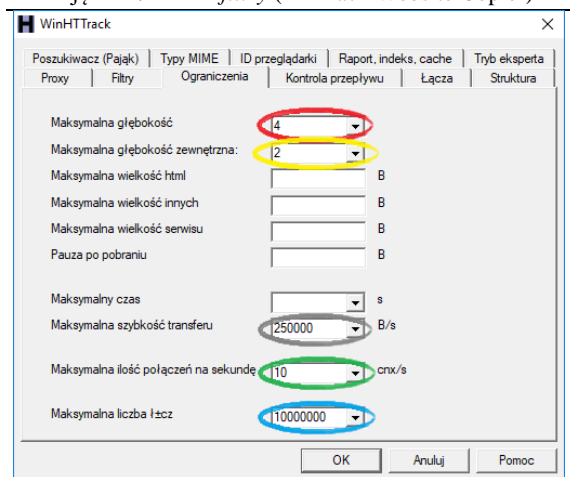 WinHTTrack
Poszukiwacz (Pająk) Typy MIME ID przeglądarki Raport, indeks, cache Tryb eksperta
Proxy Filtry Ograniczenia Kontrola przepływu Łącza Struktura
Maksymalna głębokość 4
Maksymalna głębokość zewnętrzna: 2
Maksymalna wielkość html B
Maksymalna wielkość innych B
Maksymalna wielkość serwisu B
Pauza po pobraniu B
Maksymalny czas s
Maksymalna szybkość transferu 250000 B/s
Maksymalna ilość połączeń na sekundę 10 cnx/s
Maksymalna liczba ł±cz 10000000
OK Anuluj Pomoc